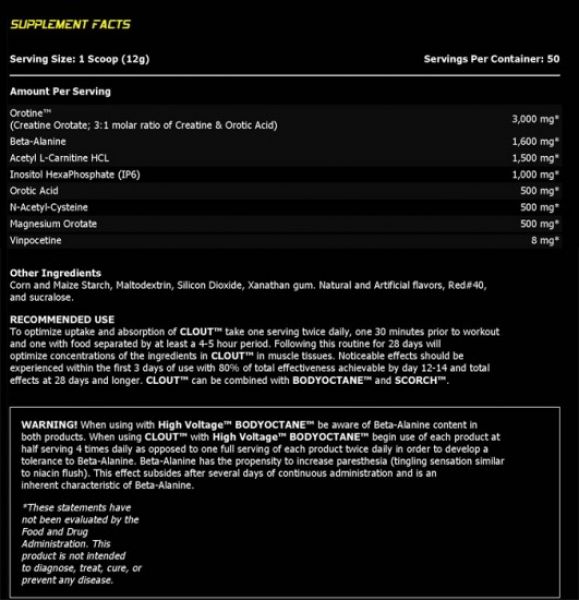 SUPPLEMENT FACTS
Serving Size: 1 Scoop (12g) Servings Per Container: 50
Amount Per Serving
Orotine™
(Creatine Orotate; 3:1 molar ratio of Creatine & Orotic Acid) 3,000 mg*
Beta-Alanine 1,600 mg*
Acetyl L-Carnitine HCL 1,500 mg*
Inositol HexaPhosphate (IP6) 1,000 mg*
Orotic Acid 500 mg*
N-Acetyl-Cysteine 500 mg*
Magnesium Orotate 500 mg*
Vinpocetine 8 mg*
Other Ingredients
Corn and Maize Starch, Maltodextrin, Silicon Dioxide, Xanathan gum. Natural and Artificial flavors, Red#40,
and sucralose.
RECOMMENDED USE
To optimize uptake and absorption of CLOUT™ take one serving twice daily, one 30 minutes prior to workout
and one with food separated by at least a 4-5 hour period. Following this routine for 28 days will
optimize concentrations of the ingredients in CLOUT™ in muscle tissues. Noticeable effects should be
experienced within the first 3 days of use with 80% of total effectiveness achievable by day 12-14 and total
effects at 28 days and longer. CLOUT™ can be combined with BODYOCTANE™ and SCORCH™.
WARNING! When using with High Voltage™ BODYOCTANE™ be aware of Beta-Alanine content in
both products. When using CLOUT™ with High Voltage™ BODYOCTANE™ begin use of each product at
half serving 4 times daily as opposed to one full serving of each product twice daily in order to develop a
tolerance to Beta-Alanine. Beta-Alanine has the propensity to increase paresthesia (tingling sensation similar
to niacin flush). This effect subsides after several days of continuous administration and is an
inherent characteristic of Beta-Alanine.
*These statements have
not been evaluated by the
Food and Drug
Administration. This
product is not intended
to diagnose, treat, cure, or
prevent any disease.